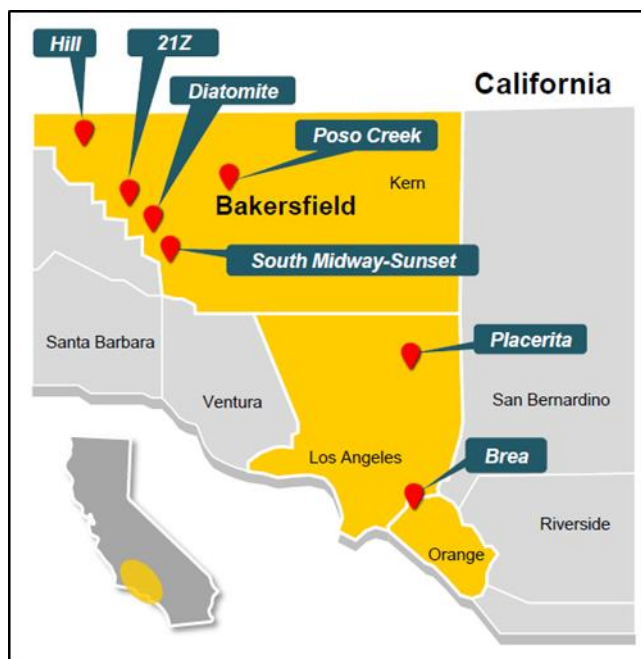 Hill
21Z
California
Diatomite
Poso Creek
Kern
Bakersfield
South Midway-Sunset
Santa Barbara
Placerita
Ventura
San Bernardino
Los Angeles
Brea
Riverside
Orange